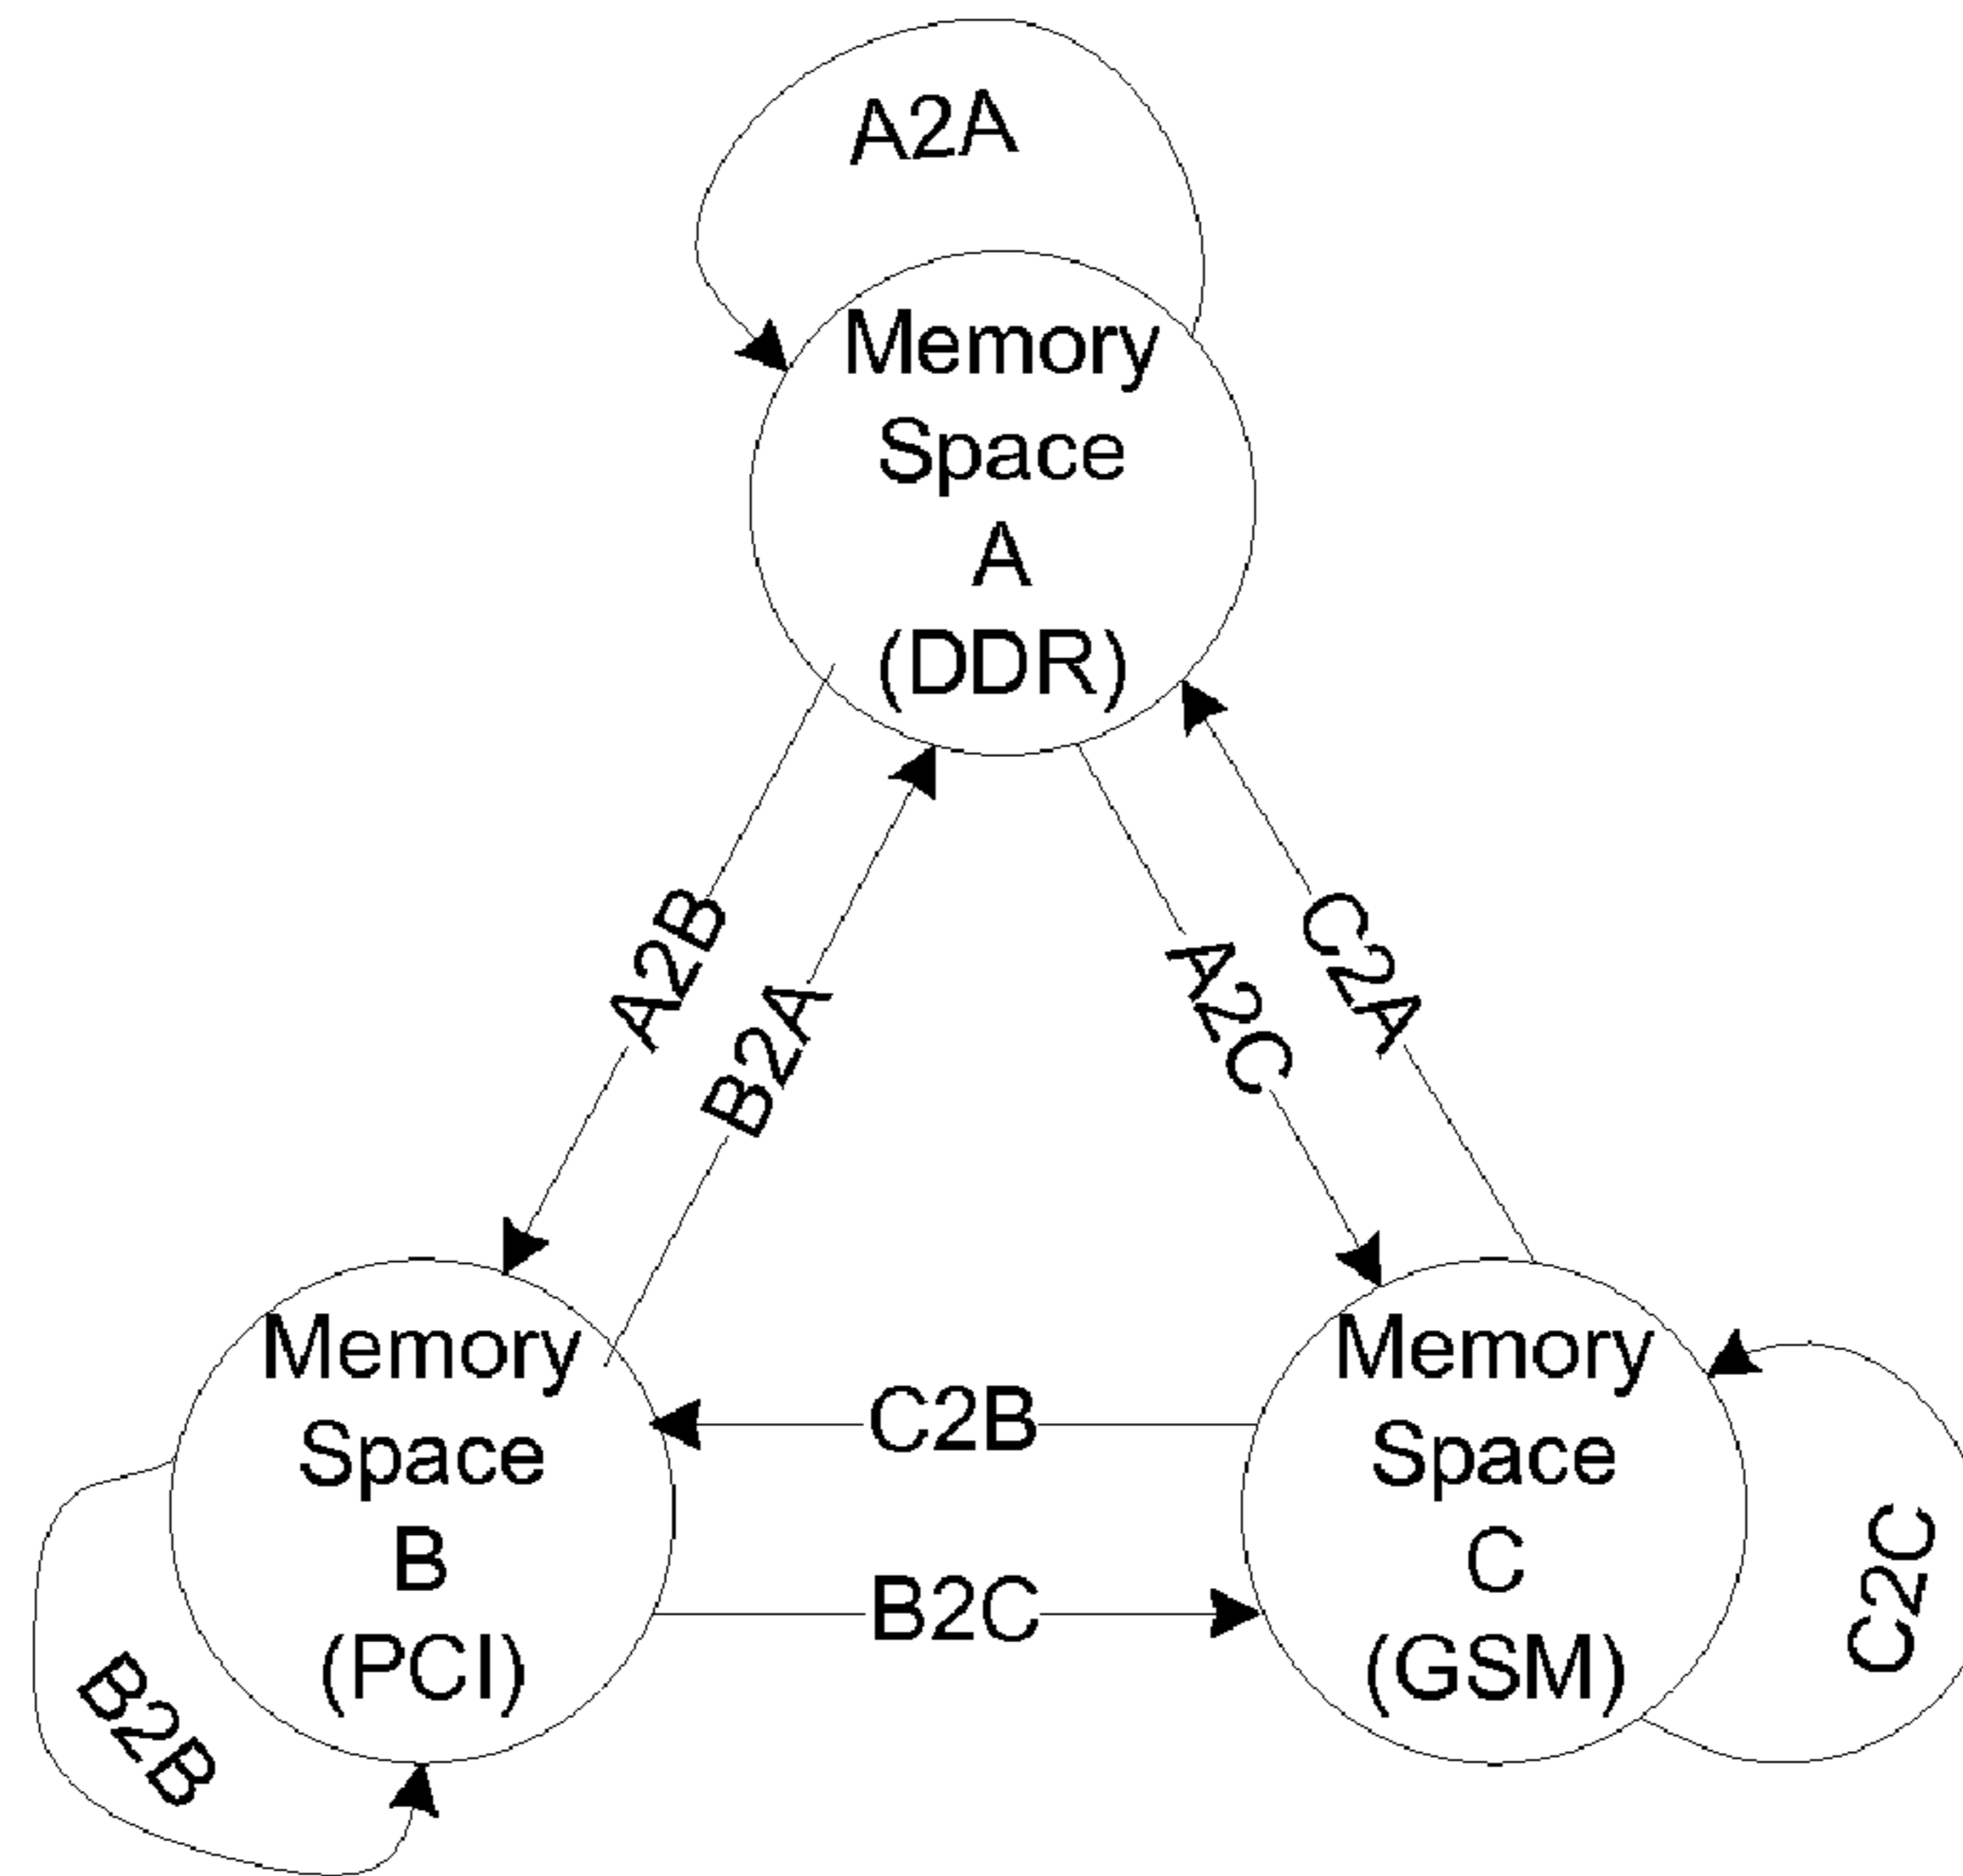 A2A
Memory
Space
A
(DDR)
A2B
B2A
A2C
C2A
Memory
Space
B
(PCI)
C2B
B2C
Memory
Space
C
(GSM)
B2B
C2C